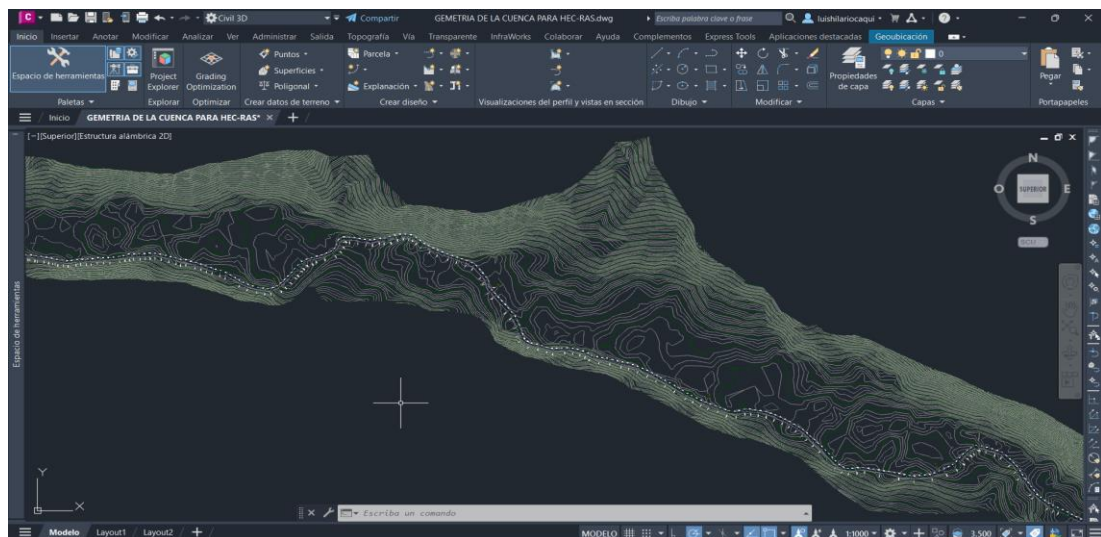 Civil 3D Compartir GEMETRIA DE LA CUENCA PARA HEC-RAS.dwg Escriba palabra clave o frase luishilariocaqui
Inicio Insertar Anotar Modificar Analizar Ver Administrar Salida Topografía Vía Transparente InfraWorks Colaborar Ayuda Complementos Express Tools Aplicaciones destacadas Geoubicación
Puntos Parcela 0
Superficies
Espacio de herramientas Project Explorer Grading Optimization Poligonal Explanación Propiedades de capa Pegar
Paletas Explorar Optimizar Crear datos de terreno Crear diseño Visualizaciones del perfil y vistas en sección Dibujo Modificar Capas Portapapeles
Inicio GEMETRIA DE LA CUENCA PARA HEC-RAS* × +
[−][Superior][Estructura alámbrica 2D]
N
O SUPERIOR E
S
SCU
Espacio de herramientas
Y
X
Escriba un comando
Modelo Layout1 Layout2 + MODELO 1:1000 3.500